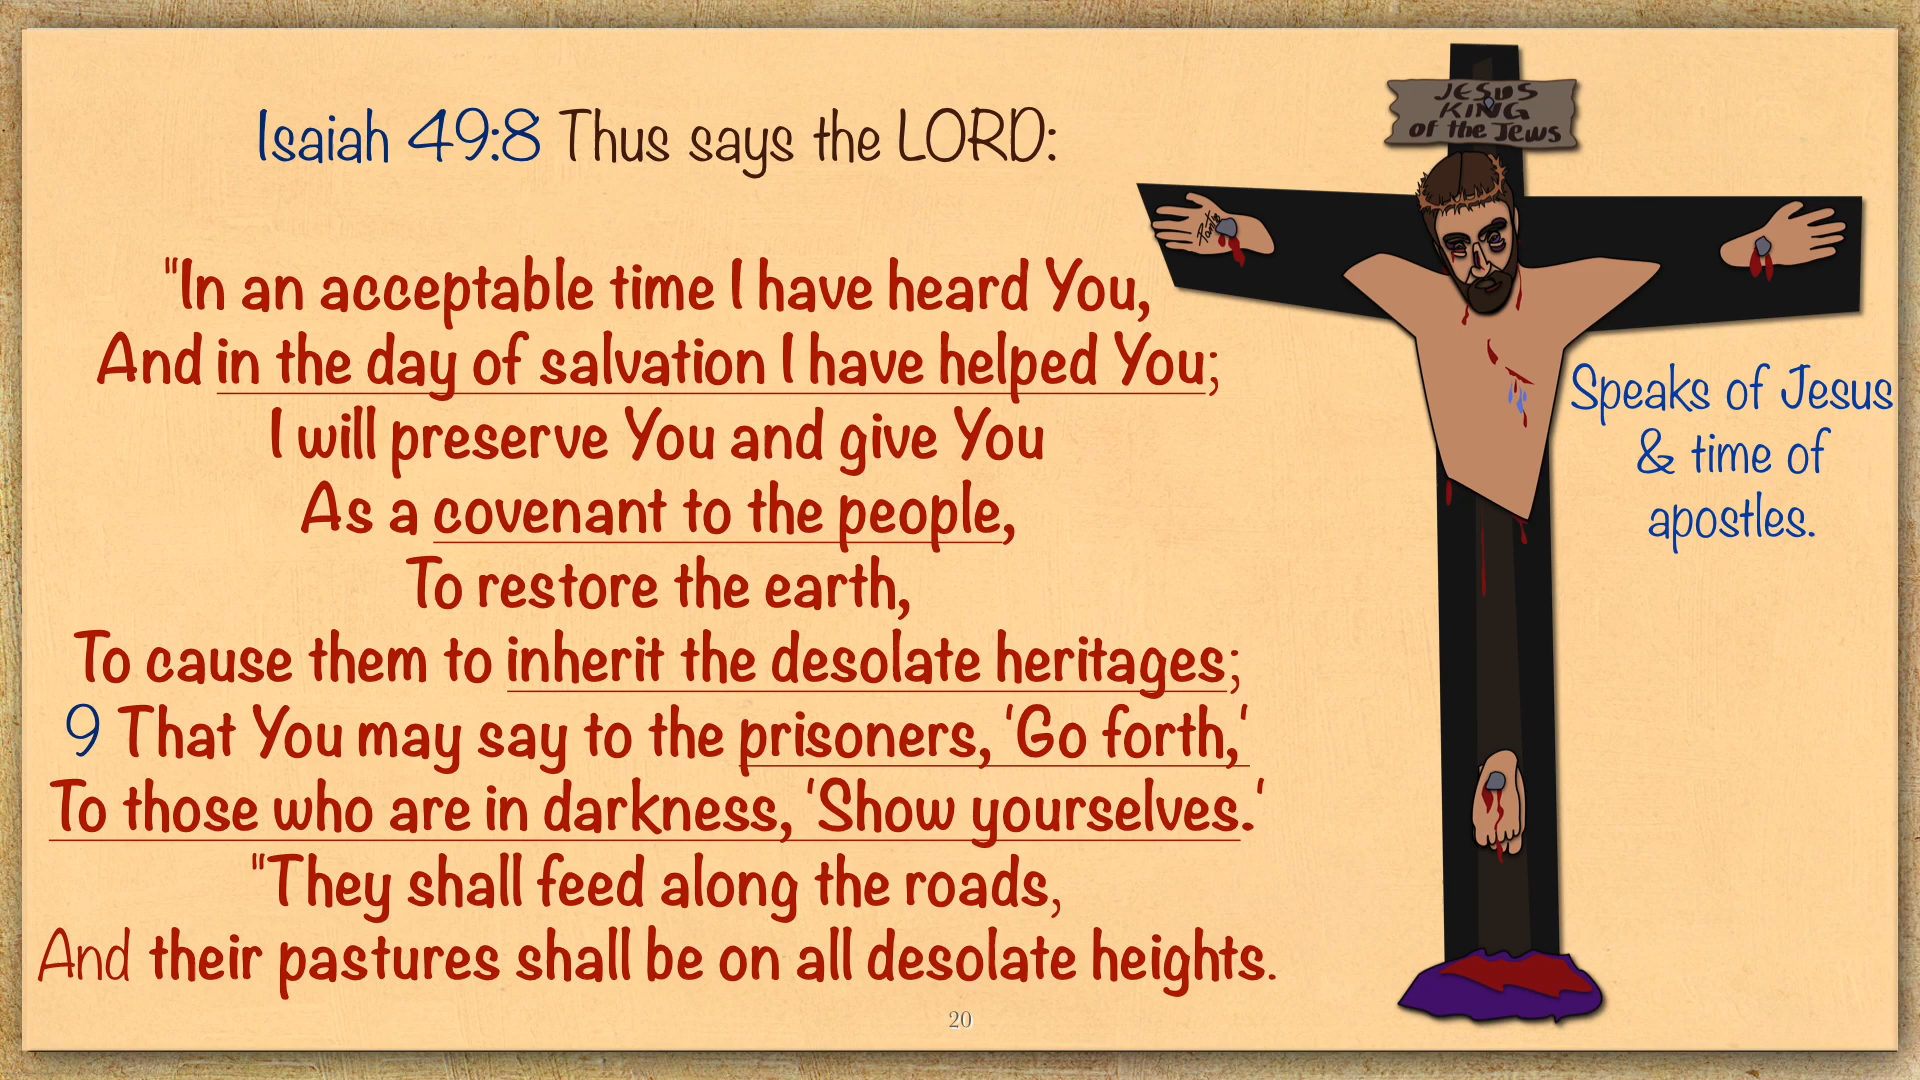 Isaiah 49:8 Thus says the LORD:
"In an acceptable time I have heard You,
And in the day of salvation I have helped You;
I will preserve You and give You
As a covenant to the people,
To restore the earth,
To cause them to inherit the desolate heritages;
9 That You may say to the prisoners, 'Go forth,'
To those who are in darkness, 'Show yourselves.'
"They shall feed along the roads,
And their pastures shall be on all desolate heights.
JESUS
KING
of the Jews
Speaks of Jesus
& time of
apostles.
20